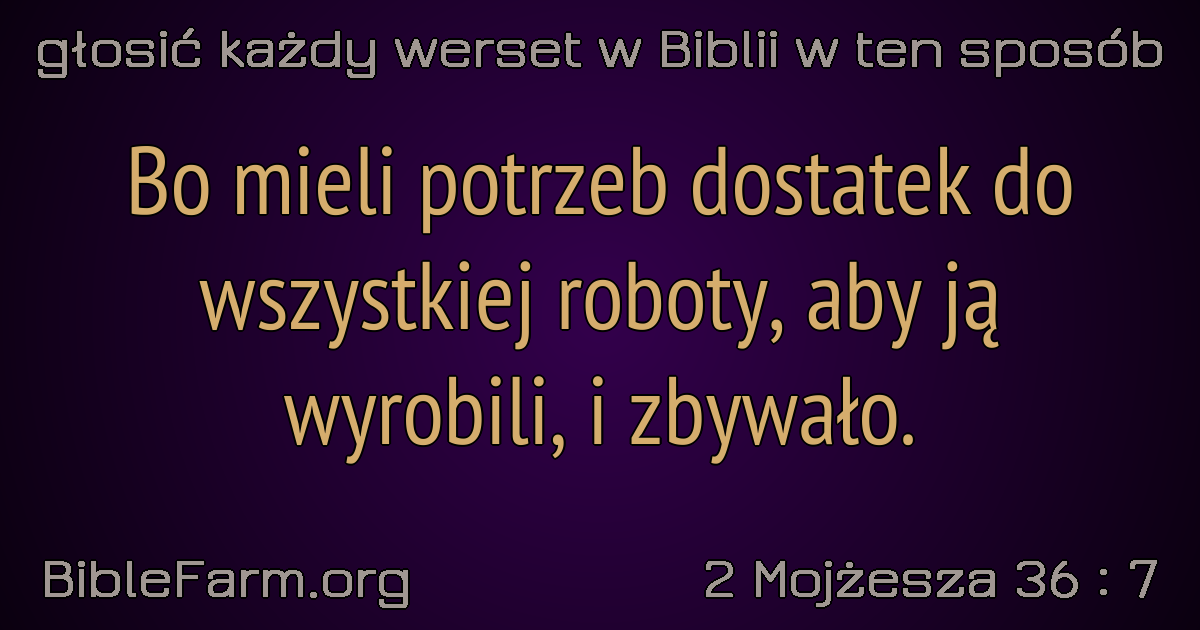 głosić każdy werset w Biblii w ten sposób
Bo mieli potrzeb dostatek do
wszystkiej roboty, aby ją
wyrobili, i zbywało.
BibleFarm.org
2 Mojżesza 36 : 7